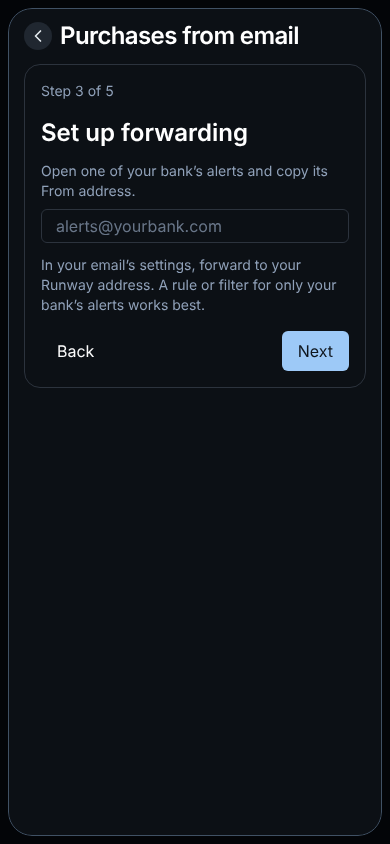 Purchases from email
Step 3 of 5
Set up forwarding
Open one of your bank’s alerts and copy its
From address.
alerts@yourbank.com
In your email’s settings, forward to your
Runway address. A rule or filter for only your
bank’s alerts works best.
Back
Next